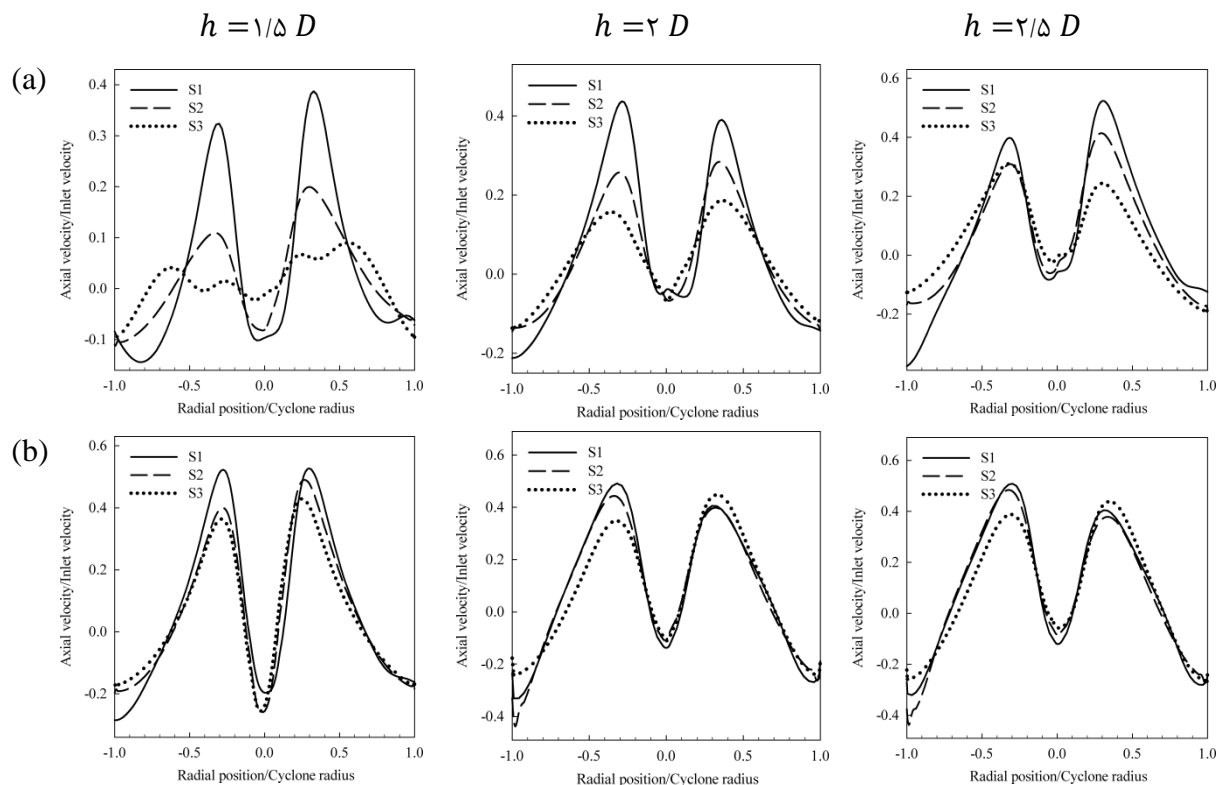 h =۱/۵ D
h =۲ D
h =۲/۵ D
(a)
Axial velocity/Inlet velocity
0.4
0.3
0.2
0.1
0.0
-0.1
S1
S2
S3
-1.0 -0.5 0.0 0.5 1.0
Radial position/Cyclone radius
Axial velocity/Inlet velocity
0.4
0.2
0.0
-0.2
S1
S2
S3
-1.0 -0.5 0.0 0.5 1.0
Radial position/Cyclone radius
Axial velocity/Inlet velocity
0.6
0.4
0.2
0.0
-0.2
S1
S2
S3
-1.0 -0.5 0.0 0.5 1.0
Radial position/Cyclone radius
(b)
Axial velocity/Inlet velocity
0.6
0.4
0.2
0.0
-0.2
S1
S2
S3
-1.0 -0.5 0.0 0.5 1.0
Radial position/Cyclone radius
Axial velocity/Inlet velocity
0.6
0.4
0.2
0.0
-0.2
-0.4
S1
S2
S3
-1.0 -0.5 0.0 0.5 1.0
Radial position/Cyclone radius
Axial velocity/Inlet velocity
0.6
0.4
0.2
0.0
-0.2
-0.4
S1
S2
S3
-1.0 -0.5 0.0 0.5 1.0
Radial position/Cyclone radius